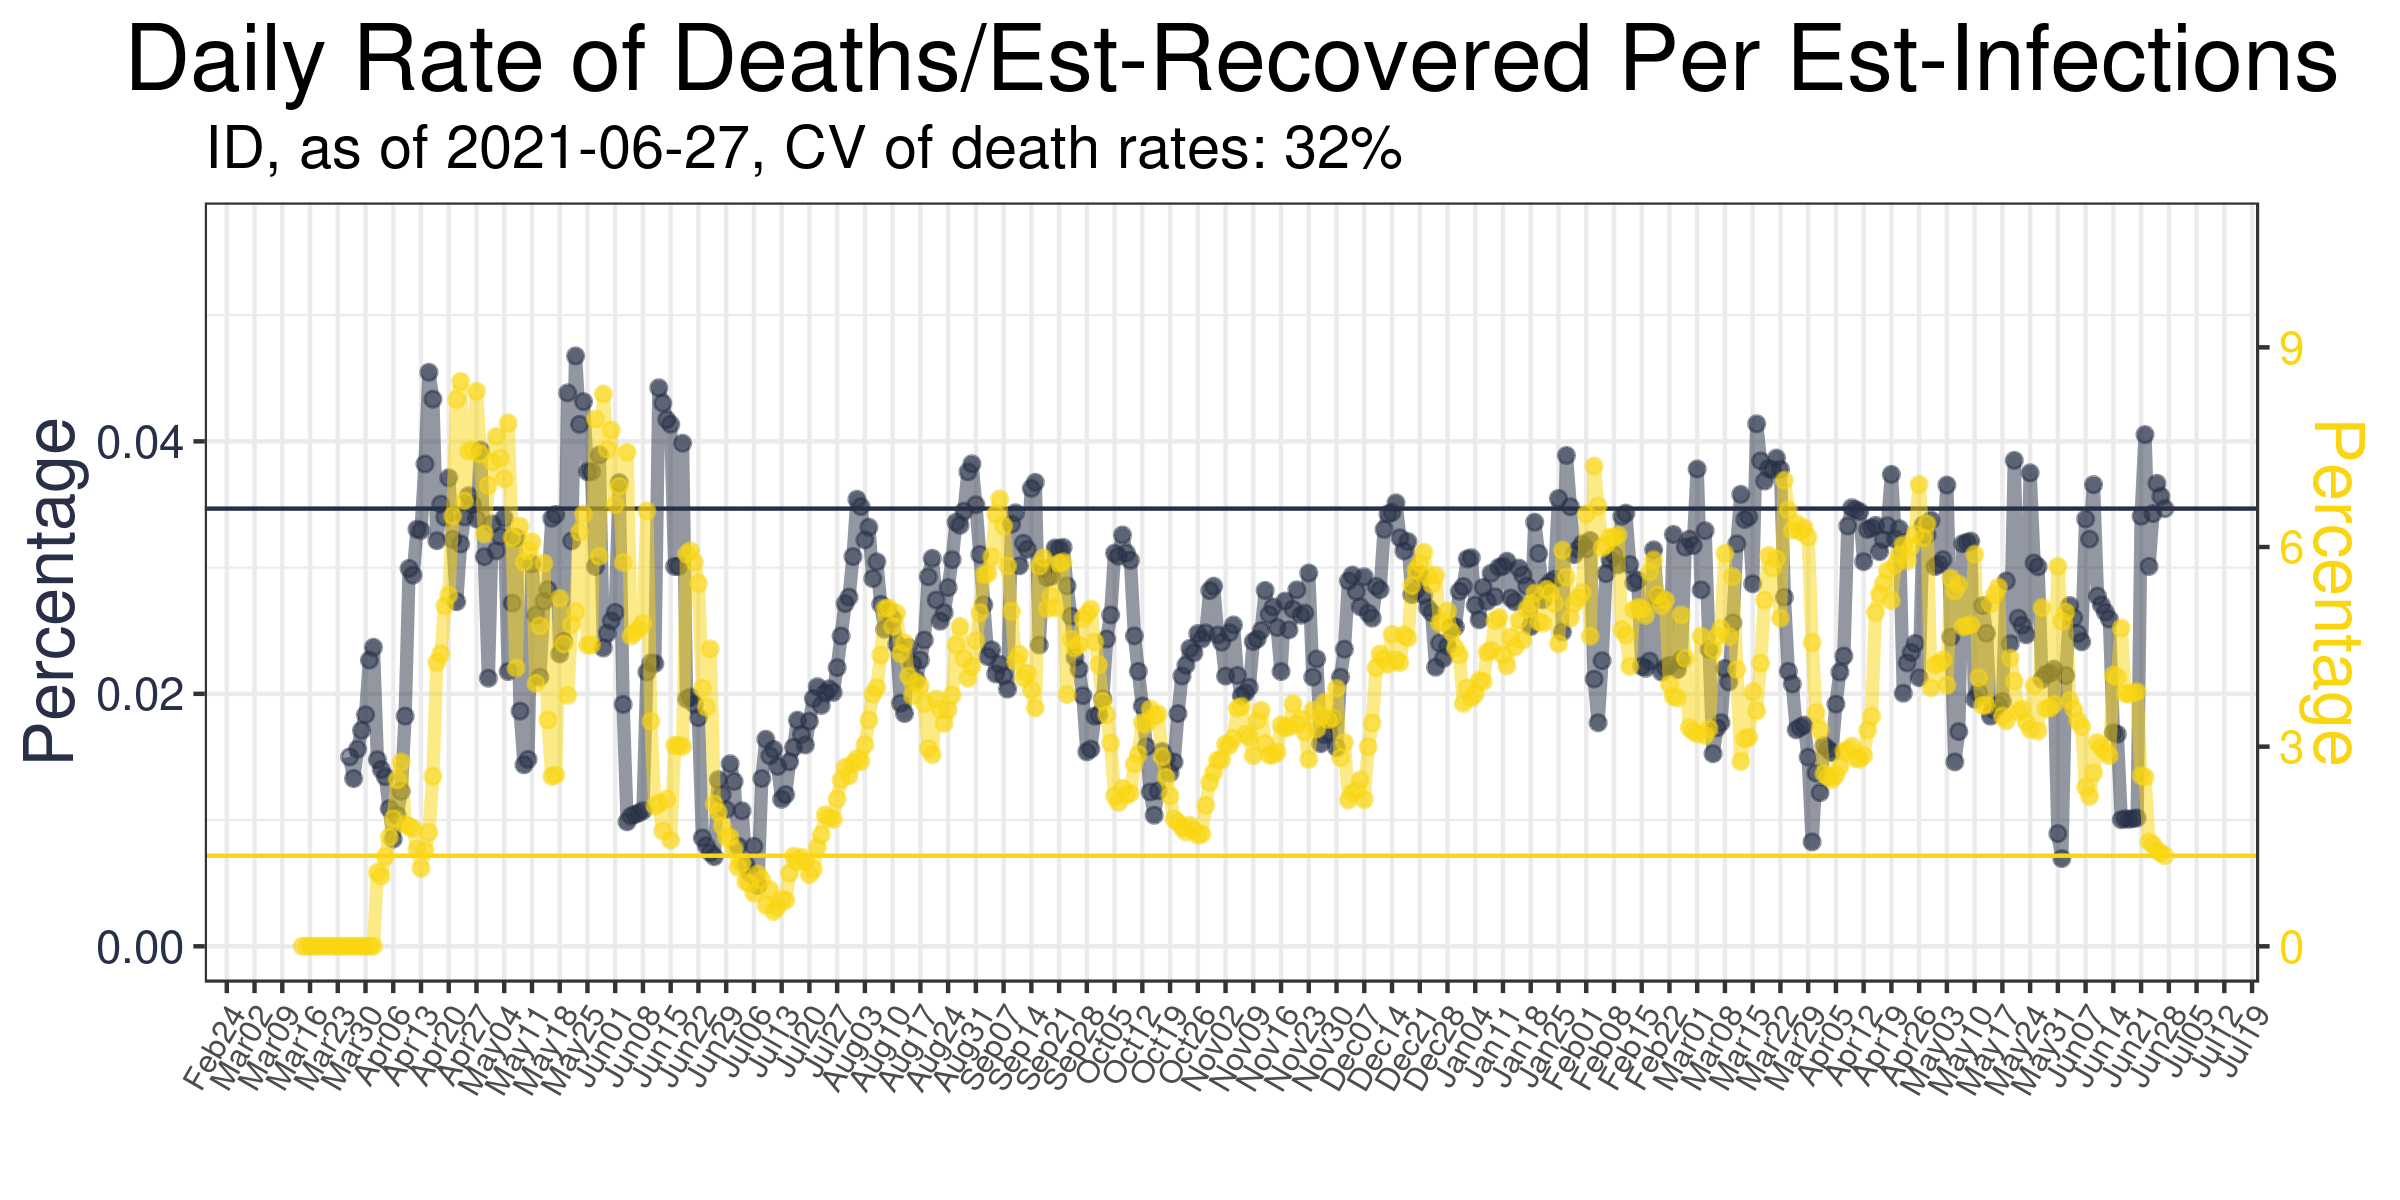 Daily Rate of Deaths/Est-Recovered Per Est-Infections
ID, as of 2021-06-27, CV of death rates: 32%
Percentage
0.04
0.02
0.00
9
6
3
0
Percentage
Feb24
Mar02
Mar09
Mar16
Mar23
Mar30
Apr06
Apr13
Apr20
Apr27
May04
May11
May18
May25
Jun01
Jun08
Jun15
Jun22
Jun29
Jul06
Jul13
Jul20
Jul27
Aug03
Aug10
Aug17
Aug24
Aug31
Sep07
Sep14
Sep21
Sep28
Oct05
Oct12
Oct19
Oct26
Nov02
Nov09
Nov16
Nov23
Nov30
Dec07
Dec14
Dec21
Dec28
Jan04
Jan11
Jan18
Jan25
Feb01
Feb08
Feb15
Feb22
Mar01
Mar08
Mar15
Mar22
Mar29
Apr05
Apr12
Apr19
Apr26
May03
May10
May17
May24
May31
Jun07
Jun14
Jun21
Jun28
Jul05
Jul12
Jul19